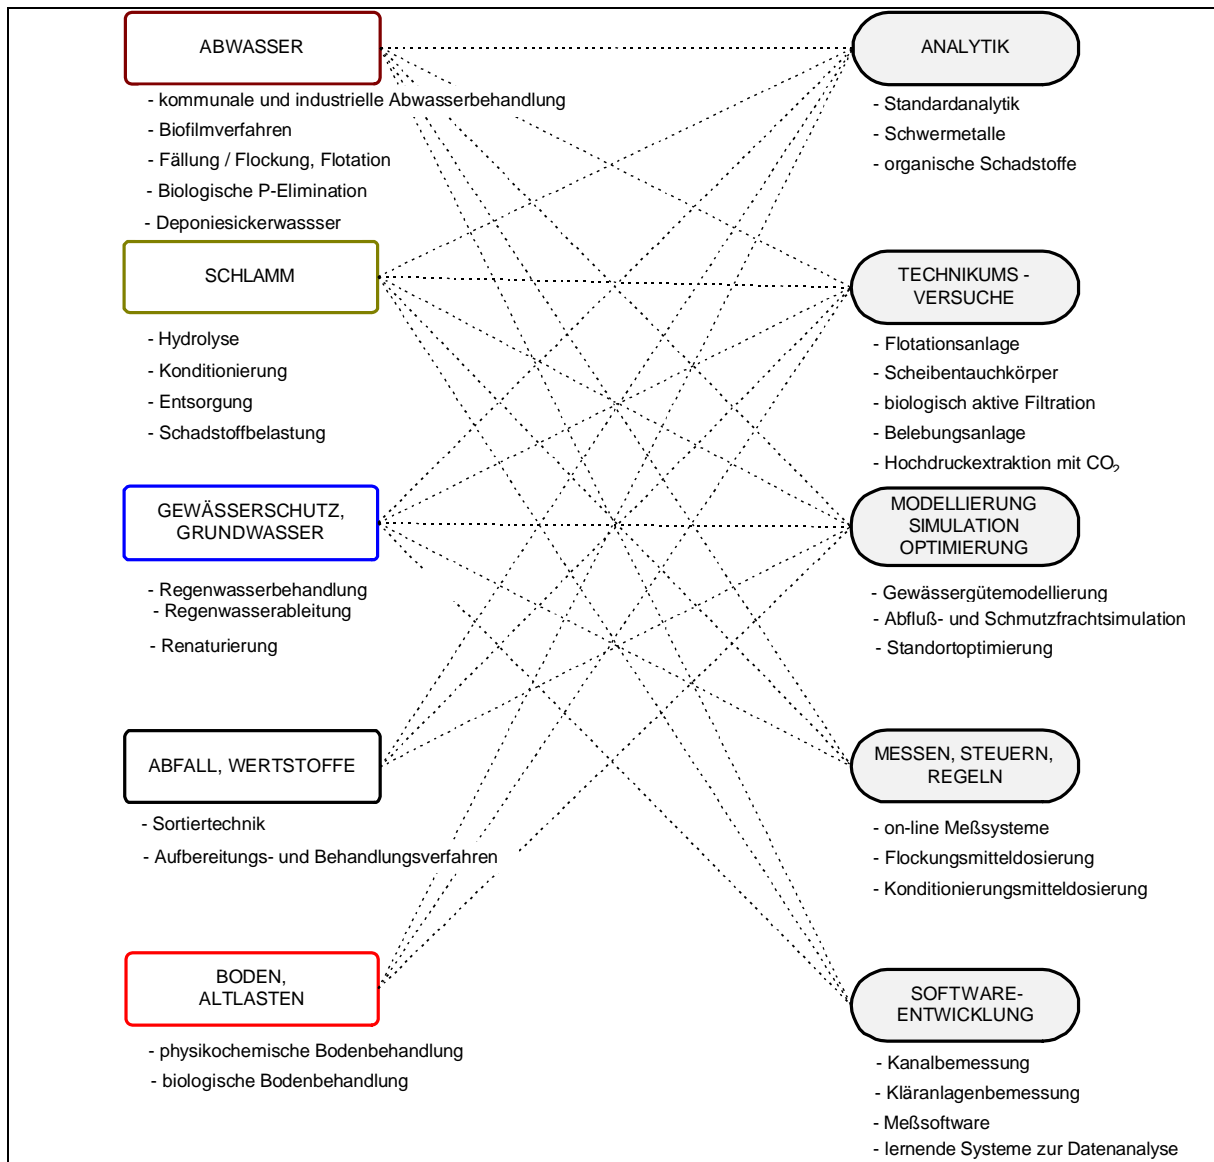 ABWASSER
- kommunale und industrielle Abwasserbehandlung
- Biofilmverfahren
- Fällung / Flockung, Flotation
- Biologische P-Elimination
- Deponiesickerwassser
SCHLAMM
- Hydrolyse
- Konditionierung
- Entsorgung
- Schadstoffbelastung
GEWÄSSERSCHUTZ,
GRUNDWASSER
- Regenwasserbehandlung
- Regenwasserableitung
- Renaturierung
ABFALL, WERTSTOFFE
- Sortiertechnik
- Aufbereitungs- und Behandlungsverfahren
BODEN,
ALTLASTEN
- physikochemische Bodenbehandlung
- biologische Bodenbehandlung
ANALYTIK
- Standardanalytik
- Schwermetalle
- organische Schadstoffe
TECHNIKUMS -
VERSUCHE
- Flotationsanlage
- Scheibentauchkörper
- biologisch aktive Filtration
- Belebungsanlage
- Hochdruckextraktion mit CO₂
MODELLIERUNG
SIMULATION
OPTIMIERUNG
- Gewässergütemodellierung
- Abfluß- und Schmutzfrachtsimulation
- Standortoptimierung
MESSEN, STEUERN,
REGELN
- on-line Meßsysteme
- Flockungsmitteldosierung
- Konditionierungsmitteldosierung
SOFTWARE-
ENTWICKLUNG
- Kanalbemessung
- Kläranlagenbemessung
- Meßsoftware
- lernende Systeme zur Datenanalyse